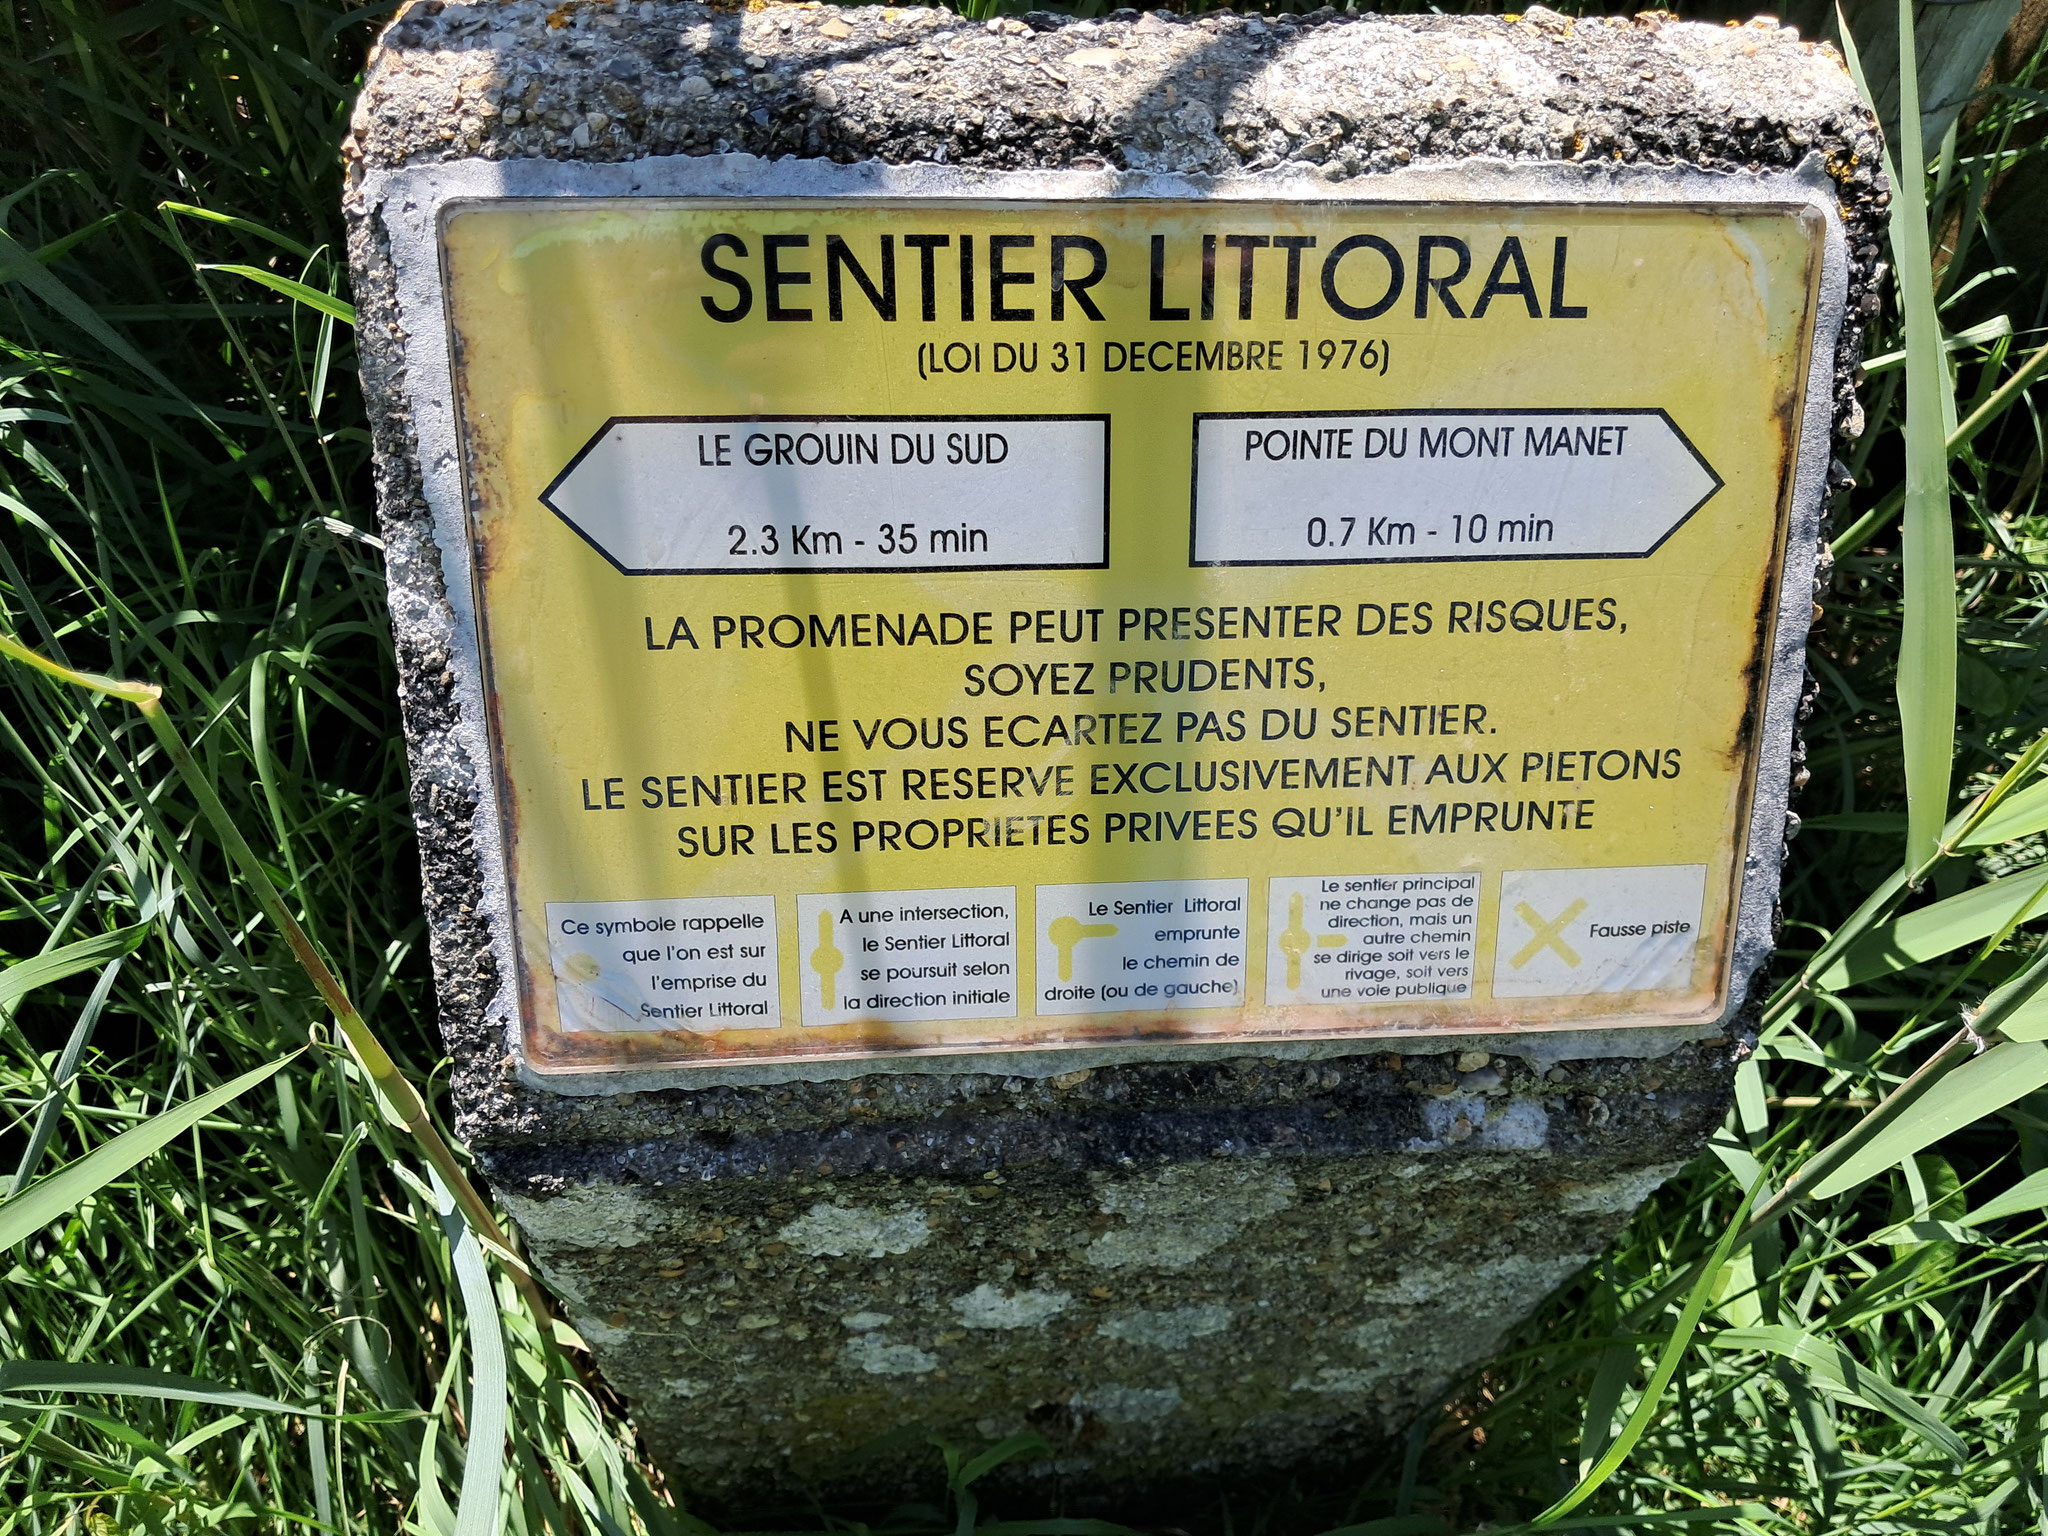 SENTIER LITTORAL
(LOI DU 31 DECEMBRE 1976)
LE GROUIN DU SUD
2.3 Km - 35 min
POINTE DU MONT MANET
0.7 Km - 10 min
LA PROMENADE PEUT PRESENTER DES RISQUES,
SOYEZ PRUDENTS,
NE VOUS ECARTEZ PAS DU SENTIER.
LE SENTIER EST RESERVE EXCLUSIVEMENT AUX PIETONS
SUR LES PROPRIETES PRIVEES QU'IL EMPRUNTE
Ce symbole rappelle
que l'on est sur
l'emprise du
Sentier Littoral
A une intersection,
le Sentier Littoral
se poursuit selon
la direction initiale
Le Sentier Littoral
emprunte
le chemin de
droite (ou de gauche)
Le sentier principal
ne change pas de
direction, mais un
autre chemin
se dirige soit vers le
rivage, soit vers
une voie publique
Fausse piste